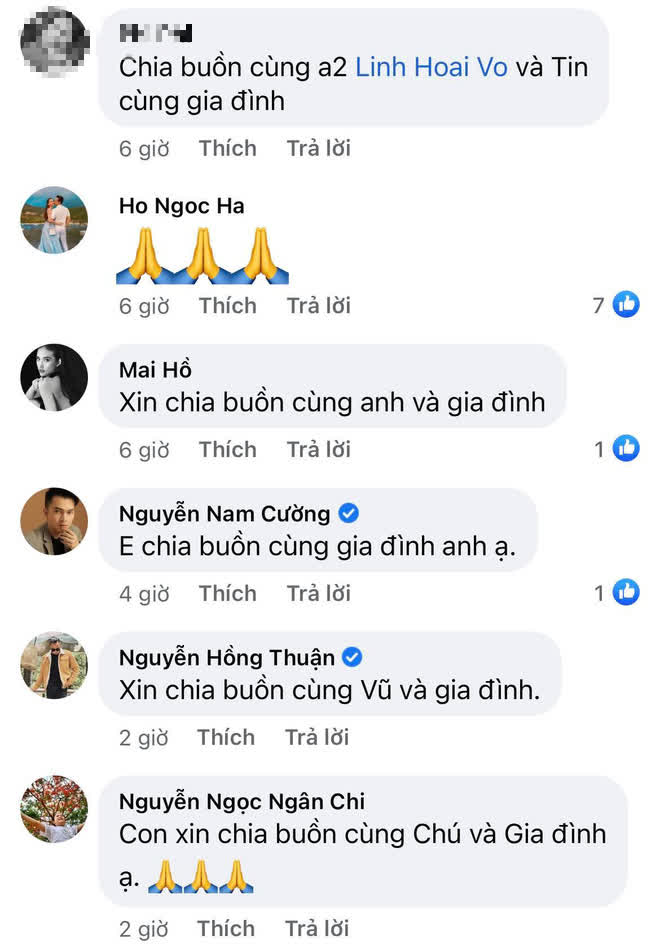 Chia buồn cùng a2 Linh Hoai Vo và Tin
cùng gia đình
6 giờ Thích Trả lời
Ho Ngoc Ha
🙏🙏🙏
6 giờ Thích Trả lời 7
Mai Hồ
Xin chia buồn cùng anh và gia đình
6 giờ Thích Trả lời 1
Nguyễn Nam Cường
E chia buồn cùng gia đình anh ạ.
4 giờ Thích Trả lời 1
Nguyễn Hồng Thuận
Xin chia buồn cùng Vũ và gia đình.
2 giờ Thích Trả lời
Nguyễn Ngọc Ngân Chi
Con xin chia buồn cùng Chú và Gia đình
ạ. 🙏🙏🙏
2 giờ Thích Trả lời